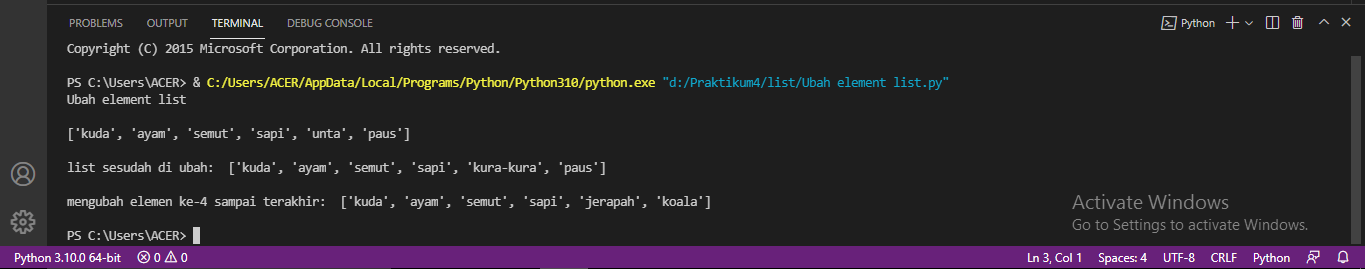 PROBLEMS OUTPUT TERMINAL DEBUG CONSOLE Python
Copyright (C) 2015 Microsoft Corporation. All rights reserved.
PS C:\Users\ACER> & C:/Users/ACER/AppData/Local/Programs/Python/Python310/python.exe "d:/Praktikum4/list/Ubah element list.py"
Ubah element list
['kuda', 'ayam', 'semut', 'sapi', 'unta', 'paus']
list sesudah di ubah:  ['kuda', 'ayam', 'semut', 'sapi', 'kura-kura', 'paus']
mengubah elemen ke-4 sampai terakhir:  ['kuda', 'ayam', 'semut', 'sapi', 'jerapah', 'koala']
PS C:\Users\ACER>
Activate Windows
Go to Settings to activate Windows.
Python 3.10.0 64-bit 0 0 Ln 3, Col 1 Spaces: 4 UTF-8 CRLF Python